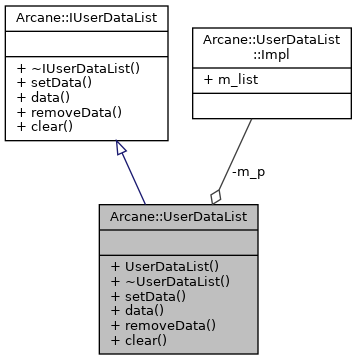 Arcane::IUserDataList
+ ~IUserDataList()
+ setData()
+ data()
+ removeData()
+ clear()
Arcane::UserDataList
::Impl
+ m_list
-m_p
Arcane::UserDataList
+ UserDataList()
+ ~UserDataList()
+ setData()
+ data()
+ removeData()
+ clear()